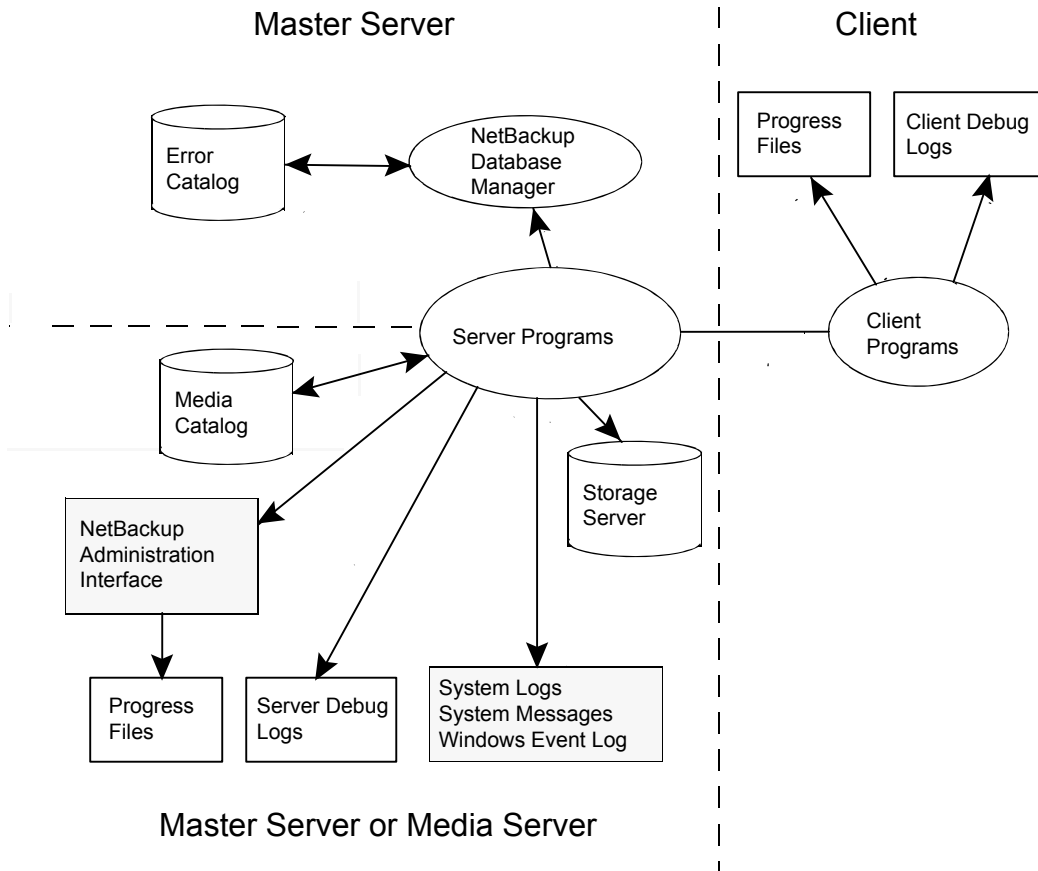 Master Server
Client
Error
Catalog
NetBackup
Database
Manager
Progress
Files
Client Debug
Logs
Server Programs
Client
Programs
Media
Catalog
Storage
Server
NetBackup
Administration
Interface
Progress
Files
Server Debug
Logs
System Logs
System Messages
Windows Event Log
Master Server or Media Server